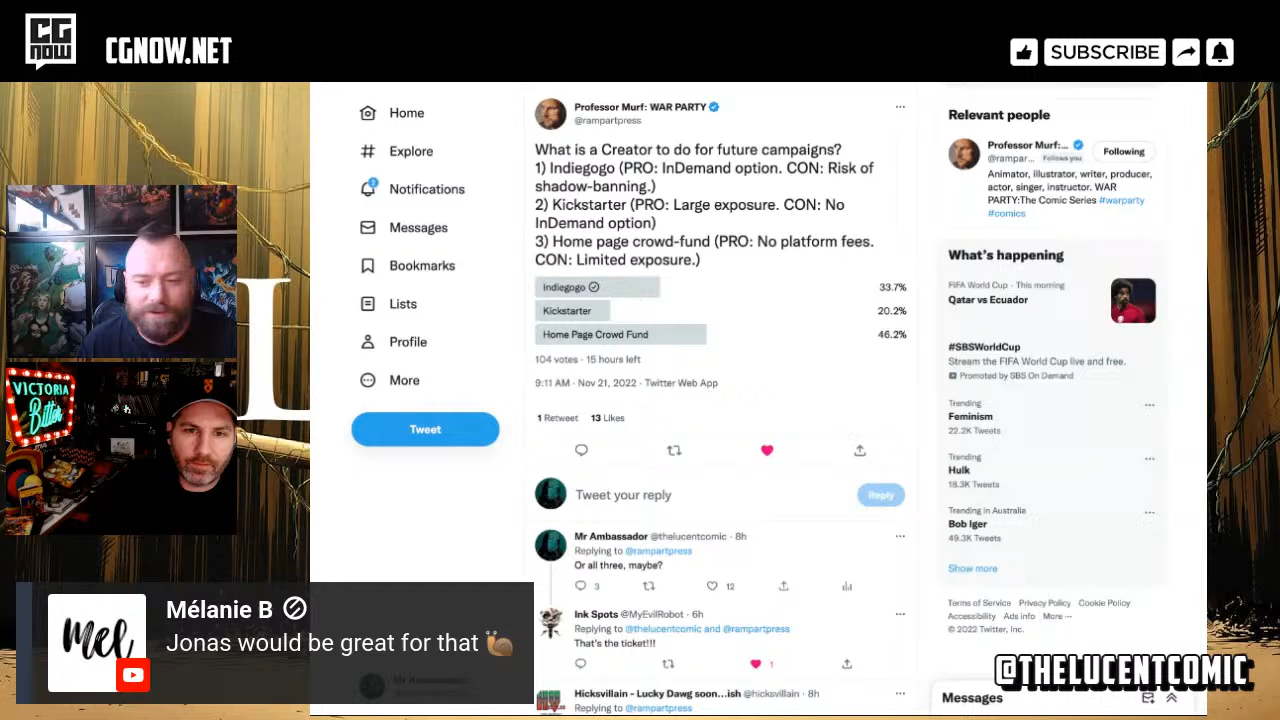 CG NOW
CGNOW.NET
SUBSCRIBE
Home
Explore
2
Notifications
Messages
Bookmarks
Lists
Profile
More
Tweet
Professor Murf: WAR PARTY
@rampartpress
What is a Creator to do for future campaigns?
1) Indiegogo (PRO: InDemand option. CON: Risk of
shadow-banning.)
2) Kickstarter (PRO: Large exposure. CON: No
InDemand option)
3) Home page crowd-fund (PRO: No platform fees.
CON: Limited exposure.)
Indiegogo 33.7%
Kickstarter 20.2%
Home Page Crowd Fund 46.2%
104 votes · 15 hours left
9:11 AM · Nov 21, 2022 · Twitter Web App
1 Retweet 13 Likes
Tweet your reply
Reply
Mr Ambassador @thelucentcomic · 8h
Replying to @rampartpress
Or all three, maybe?
3 12
Ink Spots @MyEvilRobot · 6h
Replying to @thelucentcomic and @rampartpress
That's the ticket!!!
1
Hicksvillain - Lucky Dawg soon...ish @hicksvillain · 8h
Replying to @rampartpress
Relevant people
Professor Murf:...
@rampar... Follows you
Following
Animator, illustrator, writer, producer,
actor, singer, instructor. WAR
PARTY:The Comic Series #warparty
#comics
What's happening
FIFA World Cup · This morning
Qatar vs Ecuador
#SBSWorldCup
Stream the FIFA World Cup live and free.
Promoted by SBS On Demand
Trending
Feminism
22.2K Tweets
Trending
Hulk
18.3K Tweets
Trending in Australia
Bob Iger
49.3K Tweets
Show more
Terms of Service Privacy Policy Cookie Policy
Accessibility Ads info More ···
© 2022 Twitter, Inc.
Messages
VICTORIA
Bitter
Mel
Mélanie B
Jonas would be great for that
Mr Ambassador
@THELUCENTCOMIC